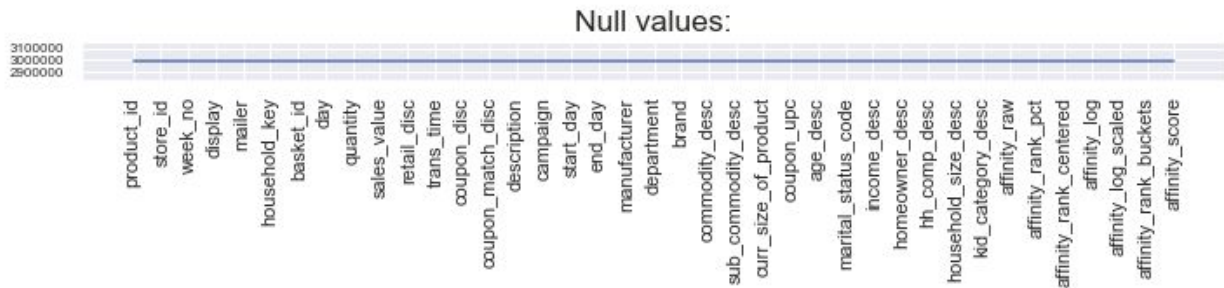 Null values:
3100000
3000000
2900000
product_id
store_id
week_no
display
mailer
household_key
basket_id
day
quantity
sales_value
retail_disc
trans_time
coupon_disc
coupon_match_disc
description
campaign
start_day
end_day
manufacturer
department
brand
commodity_desc
sub_commodity_desc
curr_size_of_product
coupon_upc
age_desc
marital_status_code
income_desc
homeowner_desc
hh_comp_desc
household_size_desc
kid_category_desc
affinity_raw
affinity_rank_pct
affinity_rank_centered
affinity_log
affinity_log_scaled
affinity_rank_buckets
affinity_score